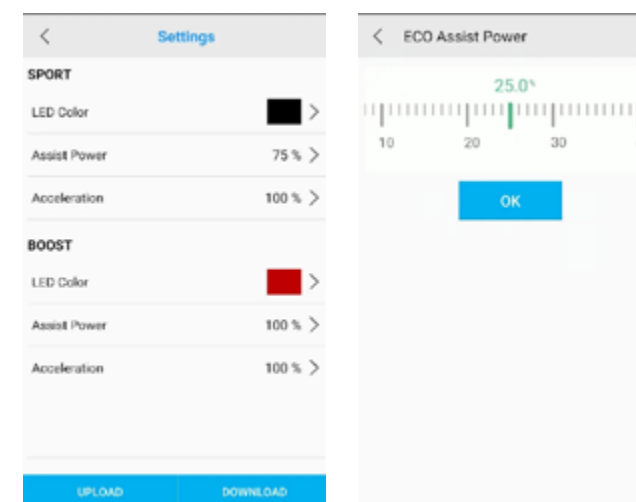 Settings
SPORT
LED Color
Assist Power 75 %
Acceleration 100 %
BOOST
LED Color
Assist Power 100 %
Acceleration 100 %
UPLOAD DOWNLOAD
ECO Assist Power
25.0%
10 20 30
OK